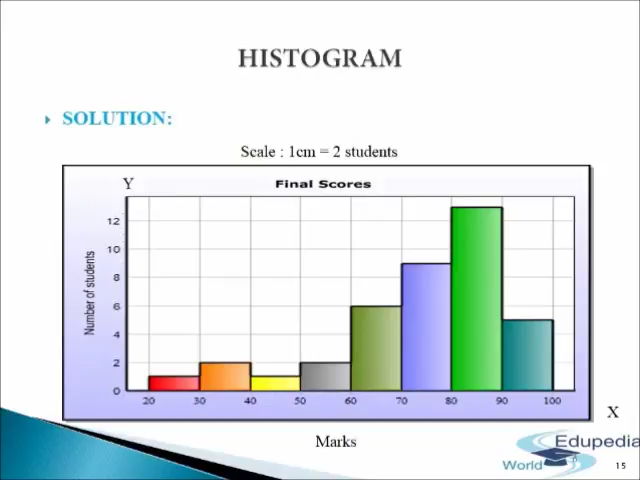 HISTOGRAM
SOLUTION:
Scale : 1cm = 2 students
Y
Final Scores
Number of students
12
10
8
6
4
2
0
20 30 40 50 60 70 80 90 100
X
Marks
Edupedia
World
15